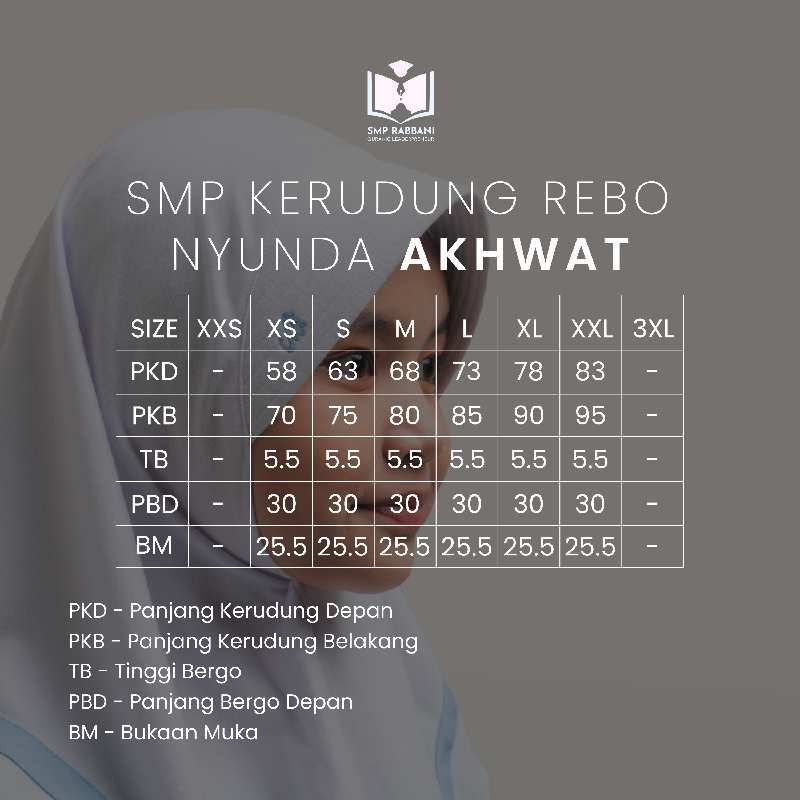 SMP RABBANI
QURANIC LEADERPRENEUR
SMP KERUDUNG REBO
NYUNDA AKHWAT
SIZE XXS XS S M L XL XXL 3XL
PKD - 58 63 68 73 78 83 -
PKB - 70 75 80 85 90 95 -
TB - 5.5 5.5 5.5 5.5 5.5 5.5 -
PBD - 30 30 30 30 30 30 -
BM - 25.5 25.5 25.5 25.5 25.5 25.5 -
PKD - Panjang Kerudung Depan
PKB - Panjang Kerudung Belakang
TB - Tinggi Bergo
PBD - Panjang Bergo Depan
BM - Bukaan Muka